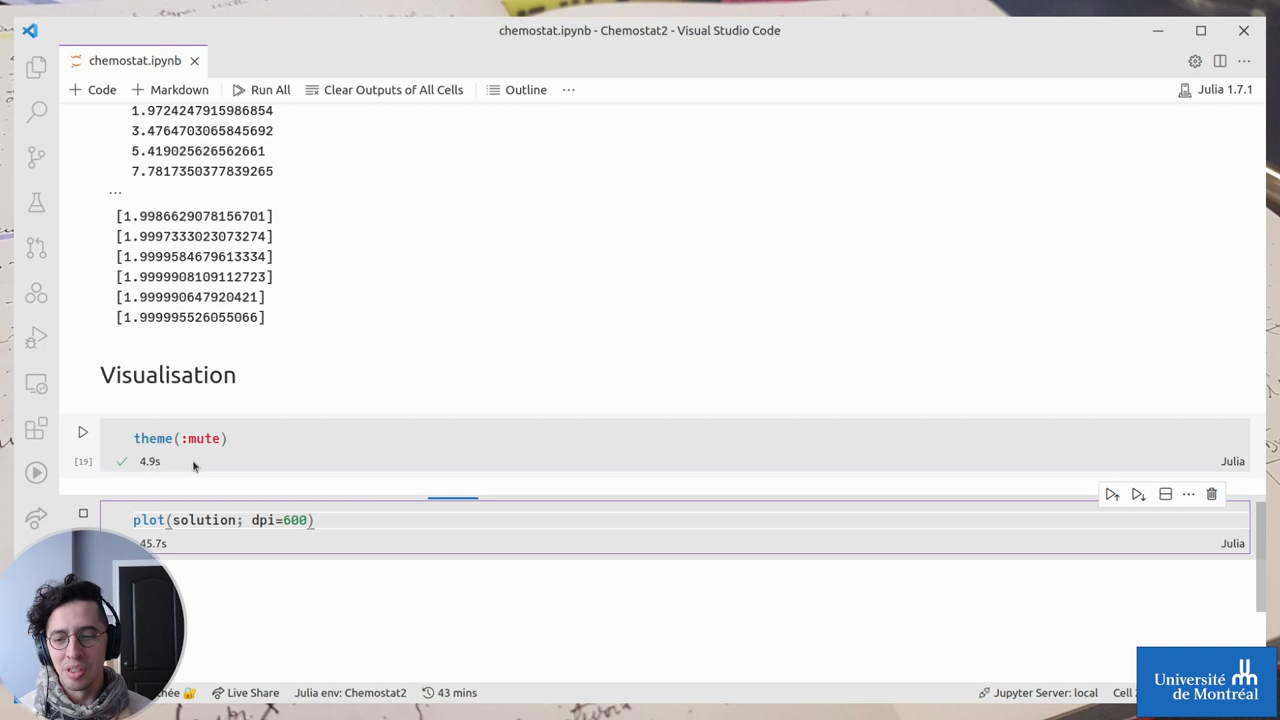 chemostat.ipynb - Chemostat2 - Visual Studio Code
chemostat.ipynb
Code
Markdown
Run All
Clear Outputs of All Cells
Outline
...
Julia 1.7.1
1.9724247915986854
3.4764703065845692
5.419025626562661
7.7817350377839265
...
[1.9986629078156701]
[1.9997333023073274]
[1.9999584679613334]
[1.9999908109112723]
[1.999990647920421]
[1.999995526055066]
Visualisation
theme(:mute)
[19]
4.9s
Julia
plot(solution; dpi=600)
45.7s
Julia
Live Share
Julia env: Chemostat2
43 mins
Jupyter Server: local
Cell
Université
de Montréal